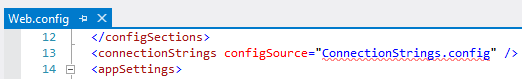 Web.config
12 </configSections>
13 <connectionStrings configSource="ConnectionStrings.config" />
14 <appSettings>